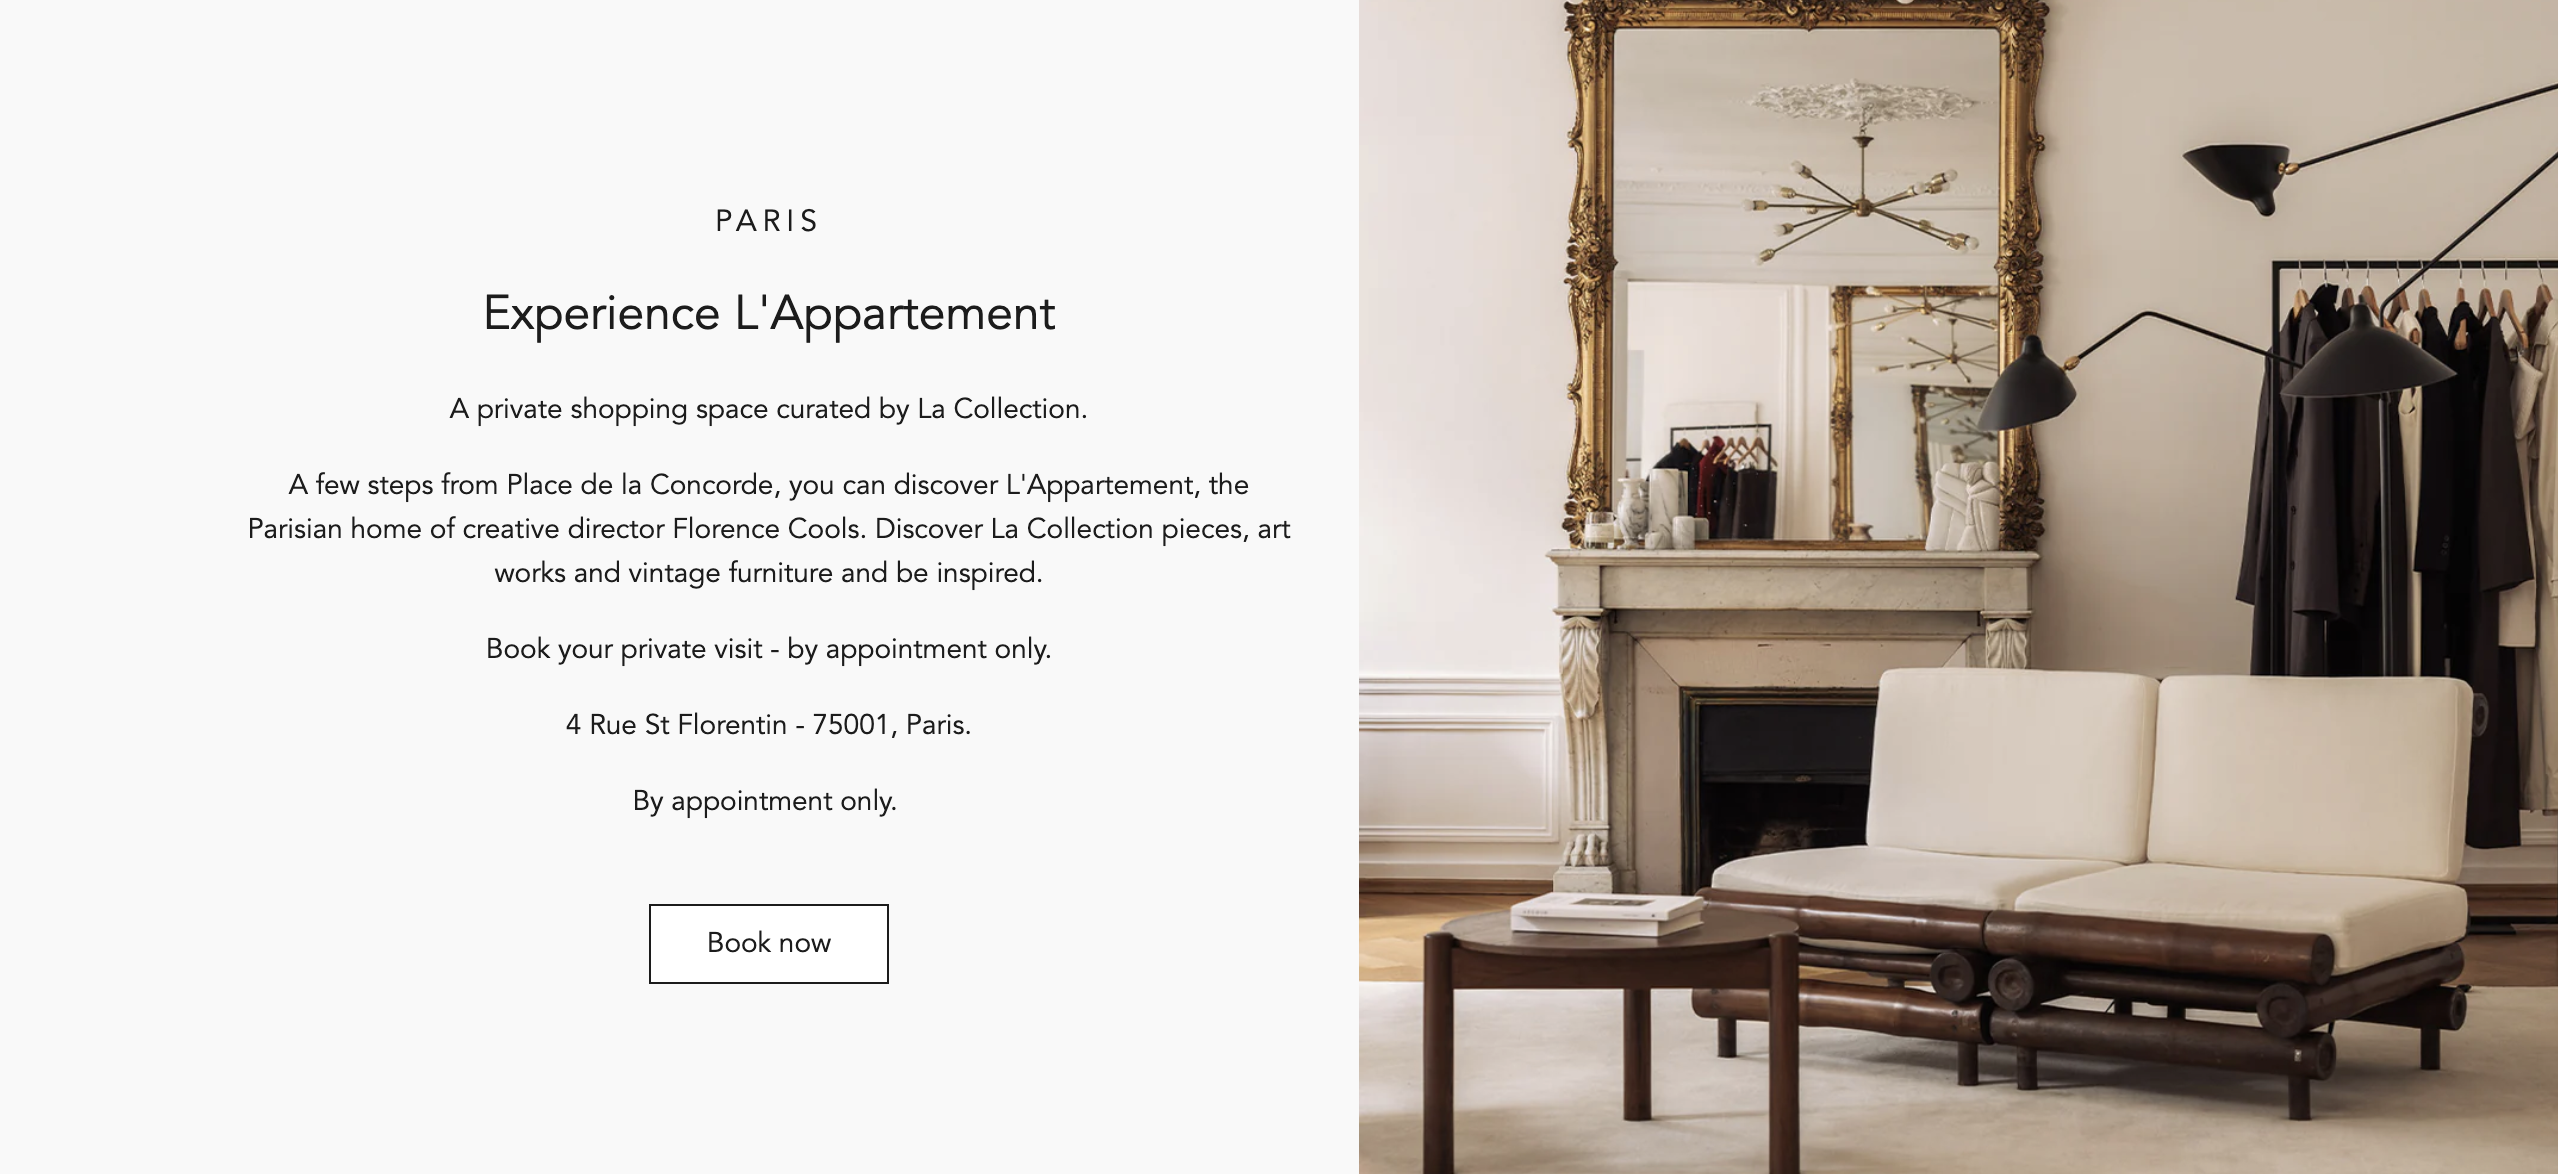 PARIS
Experience L'Appartement
A private shopping space curated by La Collection.
A few steps from Place de la Concorde, you can discover L'Appartement, the
Parisian home of creative director Florence Cools. Discover La Collection pieces, art
works and vintage furniture and be inspired.
Book your private visit - by appointment only.
4 Rue St Florentin - 75001, Paris.
By appointment only.
Book now